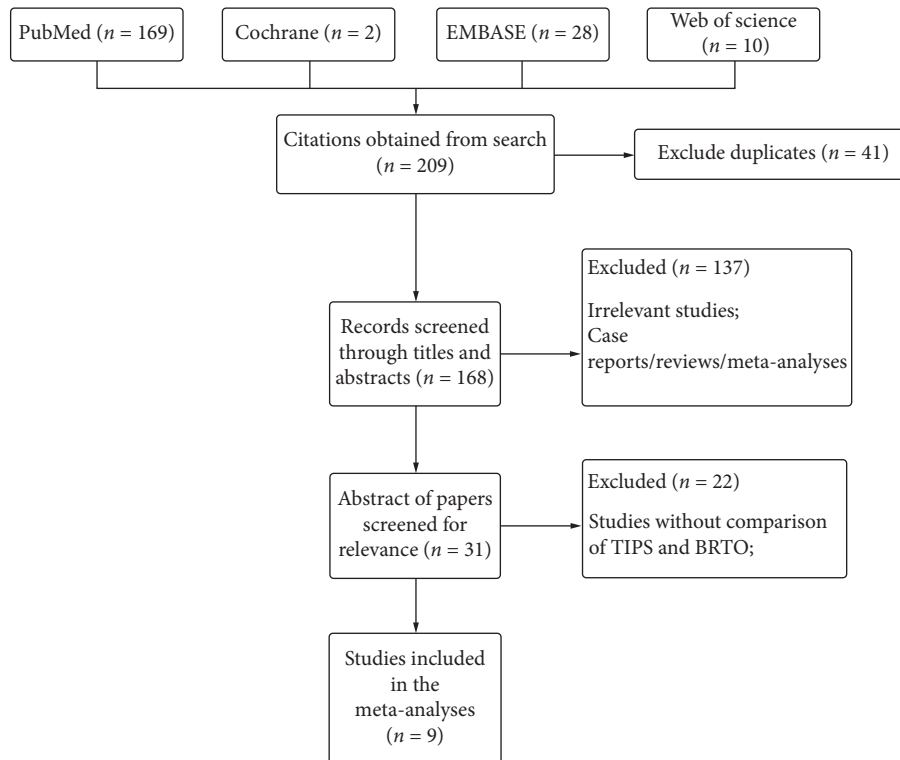 PubMed (n = 169)
Cochrane (n = 2)
EMBASE (n = 28)
Web of science
(n = 10)
Citations obtained from search
(n = 209)
Exclude duplicates (n = 41)
Records screened
through titles and
abstracts (n = 168)
Excluded (n = 137)
Irrelevant studies;
Case
reports/reviews/meta-analyses
Abstract of papers
screened for
relevance (n = 31)
Excluded (n = 22)
Studies without comparison
of TIPS and BRTO;
Studies included
in the
meta-analyses
(n = 9)